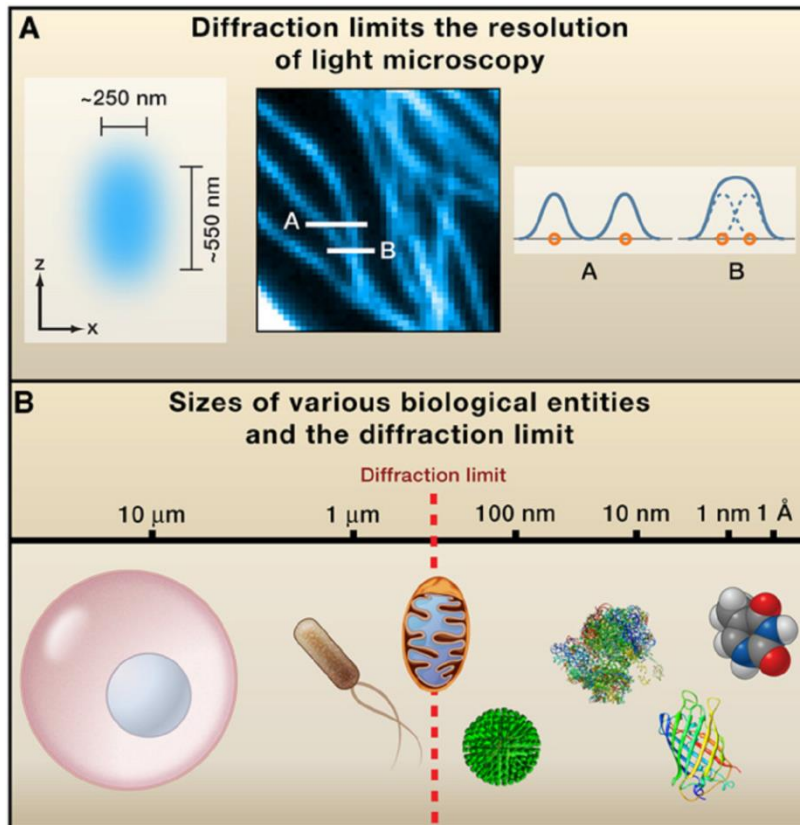 A
Diffraction limits the resolution
of light microscopy
~250 nm
~550 nm
z
x
A
B
A
B
B
Sizes of various biological entities
and the diffraction limit
Diffraction limit
10 μm
1 μm
100 nm
10 nm
1 nm
1 Å